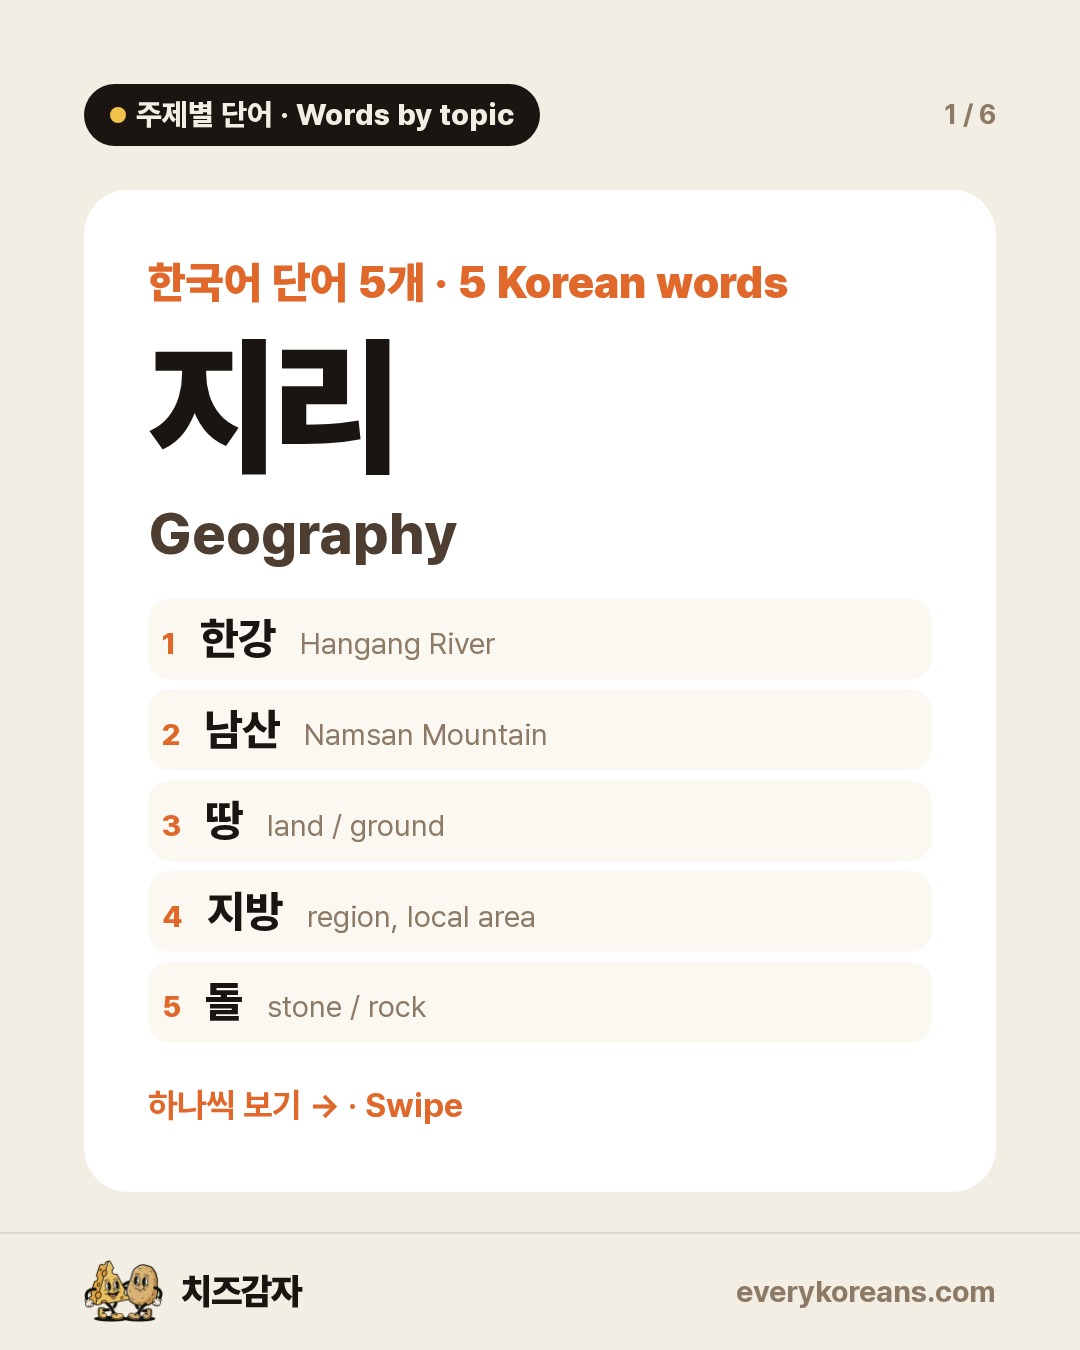 주제별 단어 · Words by topic
1 / 6
한국어 단어 5개 · 5 Korean words
지리
Geography
1 한강 Hangang River
2 남산 Namsan Mountain
3 땅 land / ground
4 지방 region, local area
5 돌 stone / rock
하나씩 보기 → · Swipe
치즈감자
everykoreans.com